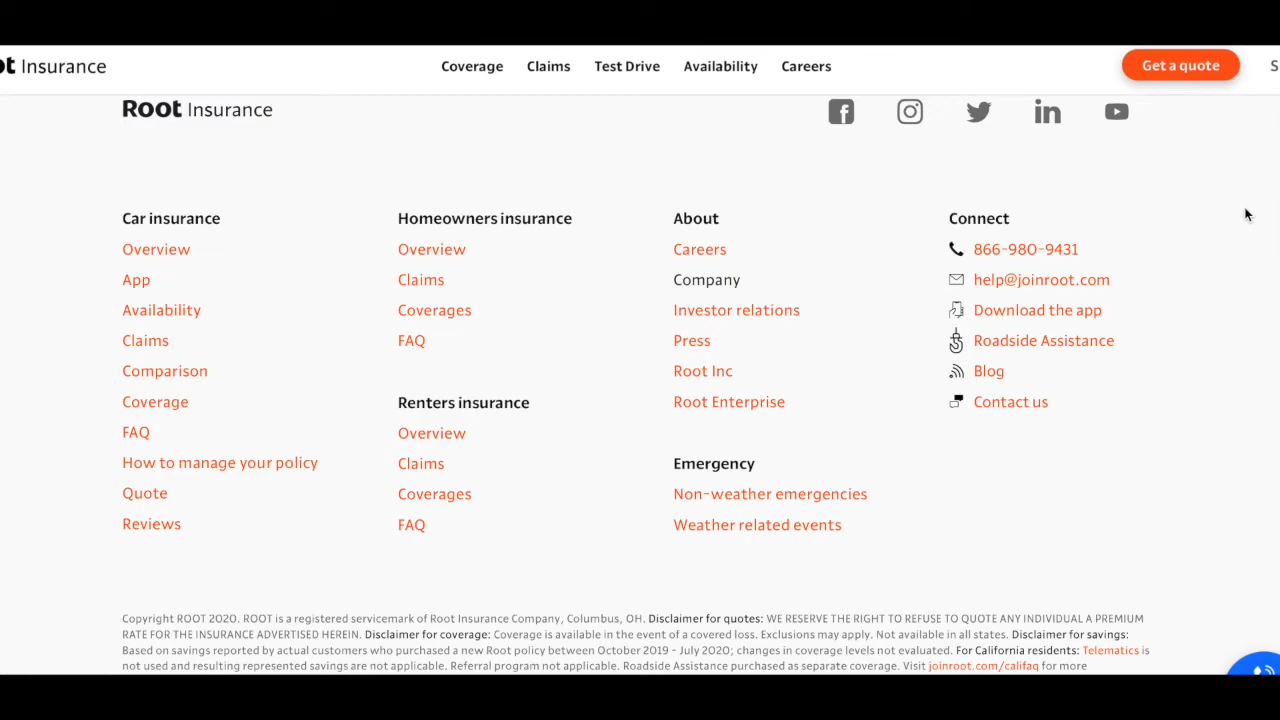 ot Insurance Coverage Claims Test Drive Availability Careers Get a quote S
Root Insurance
Car insurance
Overview
App
Availability
Claims
Comparison
Coverage
FAQ
How to manage your policy
Quote
Reviews
Homeowners insurance
Overview
Claims
Coverages
FAQ
Renters insurance
Overview
Claims
Coverages
FAQ
About
Careers
Company
Investor relations
Press
Root Inc
Root Enterprise
Emergency
Non-weather emergencies
Weather related events
Connect
866-980-9431
help@joinroot.com
Download the app
Roadside Assistance
Blog
Contact us
Copyright ROOT 2020. ROOT is a registered servicemark of Root Insurance Company, Columbus, OH. Disclaimer for quotes: WE RESERVE THE RIGHT TO REFUSE TO QUOTE ANY INDIVIDUAL A PREMIUM
RATE FOR THE INSURANCE ADVERTISED HEREIN. Disclaimer for coverage: Coverage is available in the event of a covered loss. Exclusions may apply. Not available in all states. Disclaimer for savings:
Based on savings reported by actual customers who purchased a new Root policy between October 2019 - July 2020; changes in coverage levels not evaluated. For California residents: Telematics is
not used and resulting represented savings are not applicable. Referral program not applicable. Roadside Assistance purchased as separate coverage. Visit joinroot.com/califaq for more